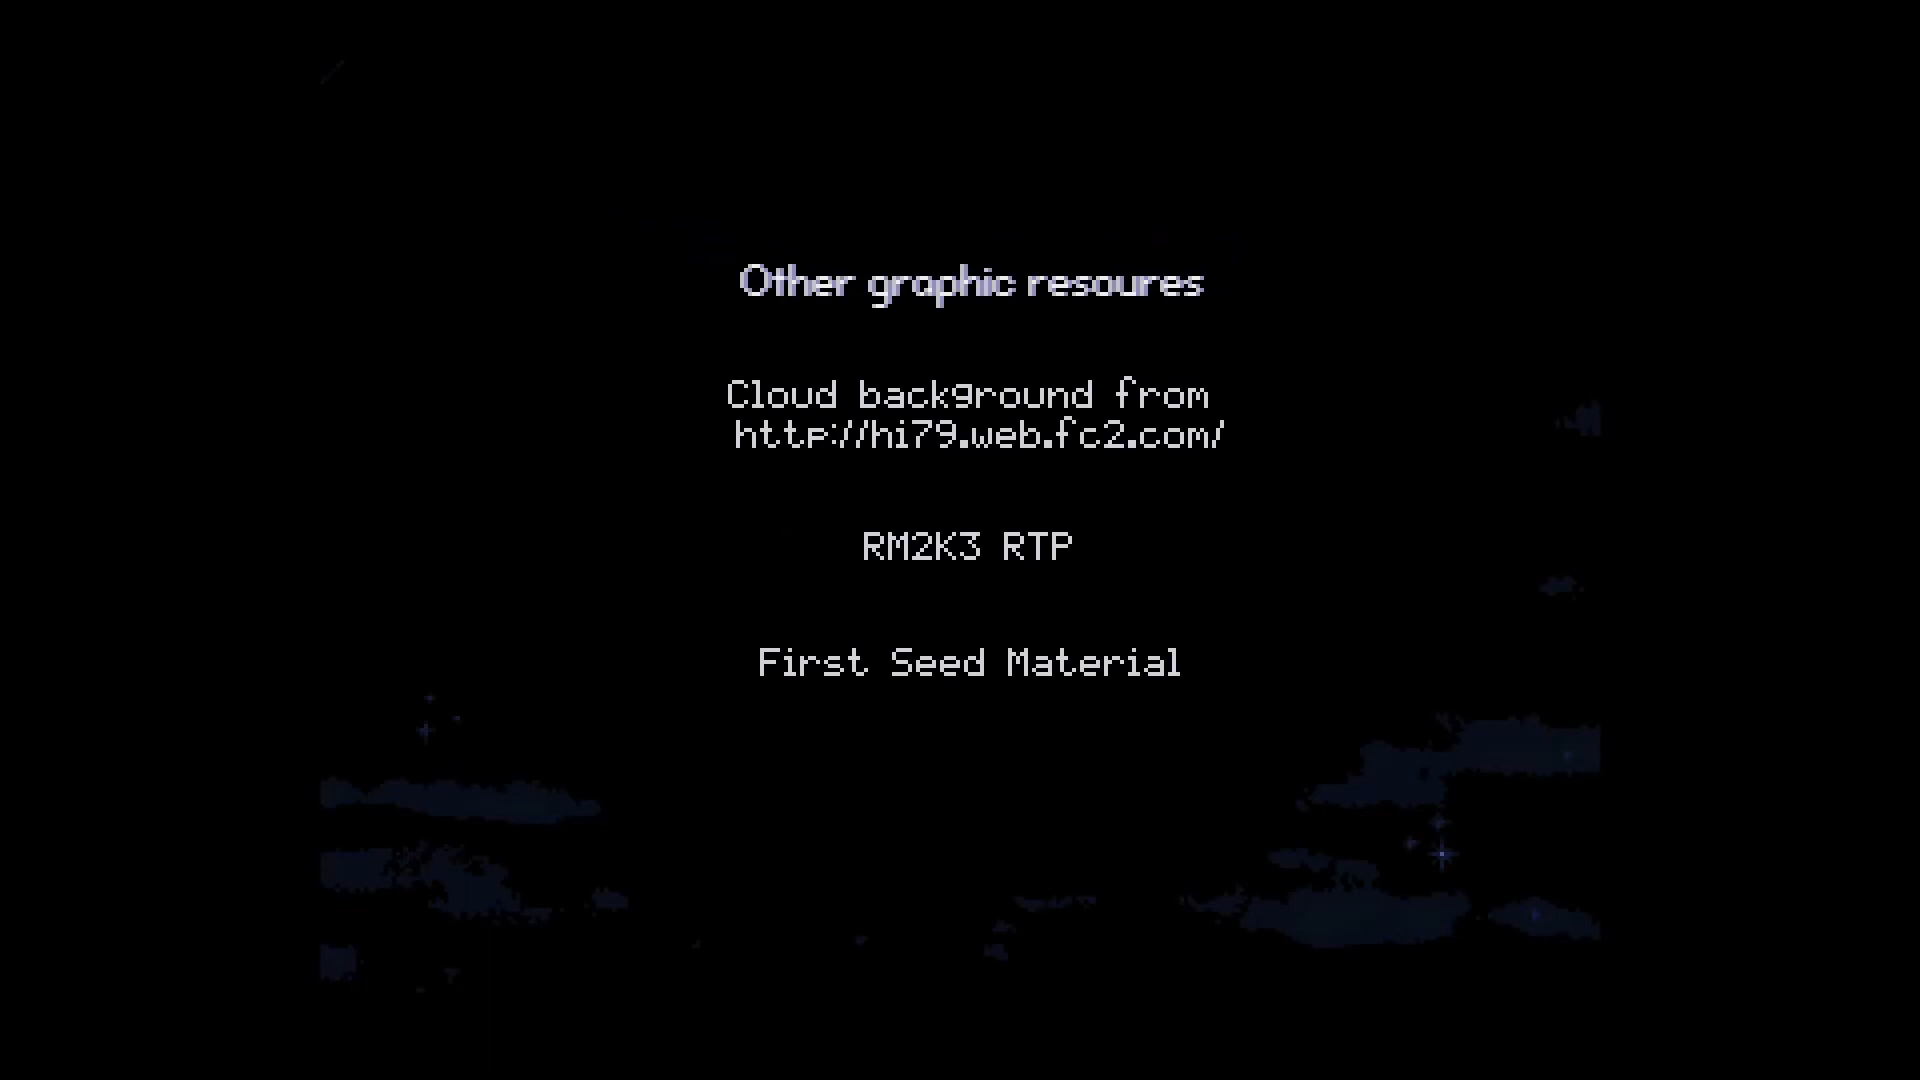 Other graphic resoures
Cloud background from
http://hi79.web.fc2.com/
RM2K3 RTP
First Seed Material